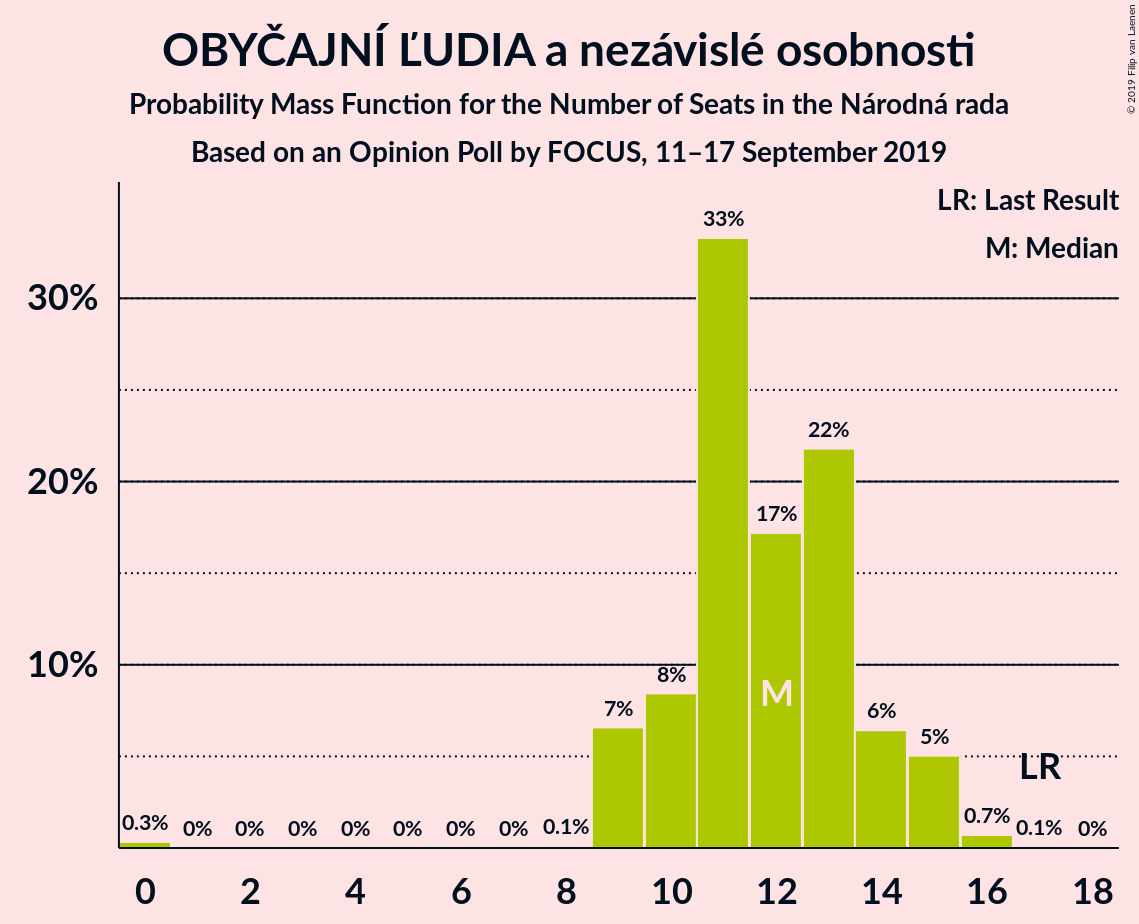 OBYČAJNÍ ĽUDIA a nezávislé osobnosti
Probability Mass Function for the Number of Seats in the Národná rada
Based on an Opinion Poll by FOCUS, 11–17 September 2019
© 2019 Filip van Laenen
LR: Last Result
M: Median
30%
20%
10%
0.3%
0%
0%
0%
0%
0%
0%
0%
0.1%
7%
8%
33%
17%
22%
6%
5%
0.7%
0.1%
0%
M
LR
0 2 4 6 8 10 12 14 16 18